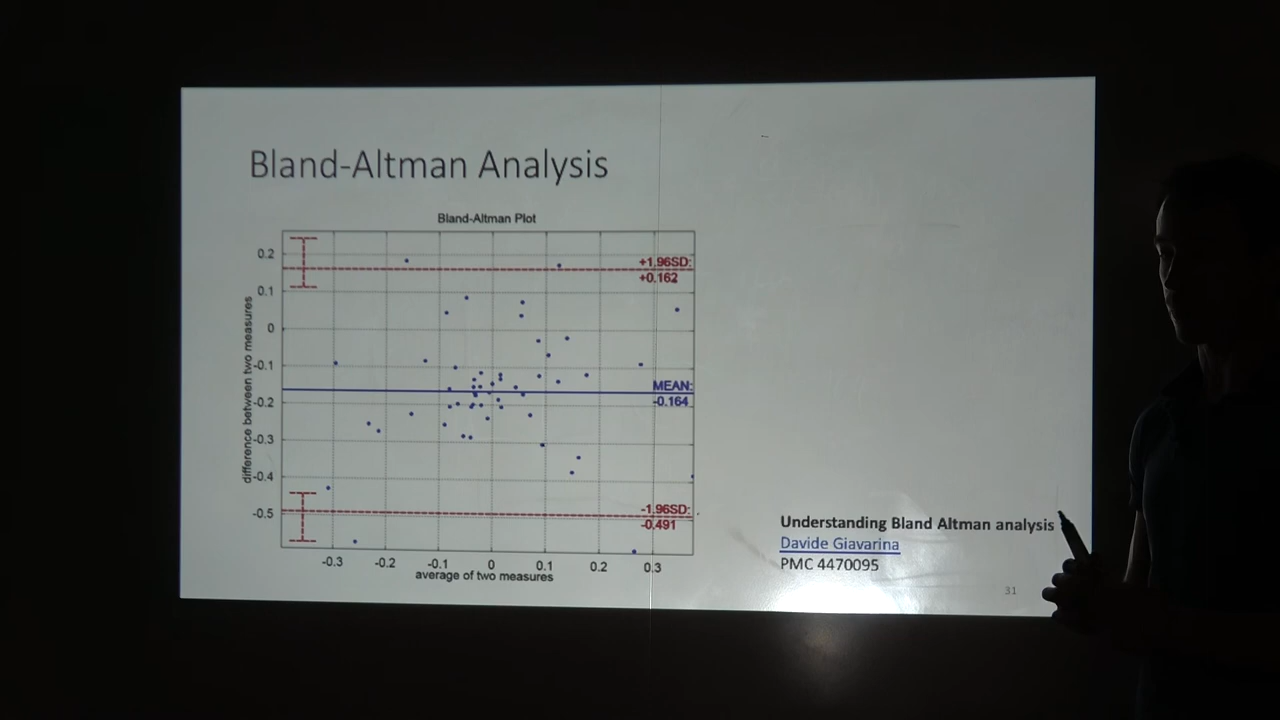 Bland-Altman Analysis
Bland-Altman Plot
difference between two measures
0.2
0.1
0
-0.1
-0.2
-0.3
-0.4
-0.5
+1.96SD:
+0.162
MEAN:
-0.164
-1.96SD:
-0.491
-0.3
-0.2
-0.1
0
0.1
0.2
0.3
average of two measures
Understanding Bland Altman analysis
Davide Giavarina
PMC 4470095
31